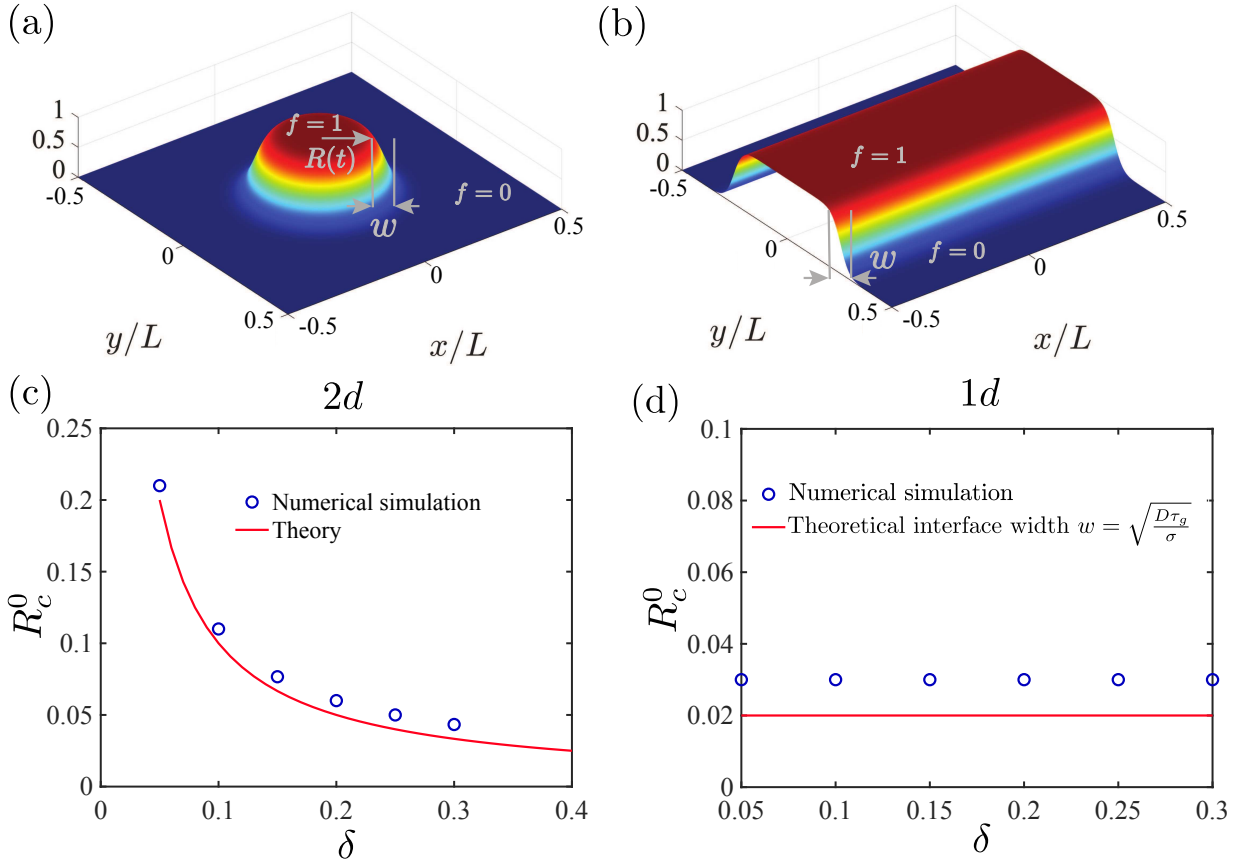 (a)
1
0.5
0
-0.5
0
0.5
-0.5
0
0.5
f = 1
R(t)
w
f = 0
y/L
x/L
(b)
1
0.5
0
-0.5
0
0.5
-0.5
0
0.5
f = 1
w
f = 0
y/L
x/L
(c)
2d
0.25
0.2
0.15
0.1
0.05
0
0
0.1
0.2
0.3
0.4
R_c^0
δ
Numerical simulation
Theory
(d)
1d
0.1
0.08
0.06
0.04
0.02
0
0.05
0.1
0.15
0.2
0.25
0.3
R_c^0
δ
Numerical simulation
Theoretical interface width w = √(Dτ_g/σ)